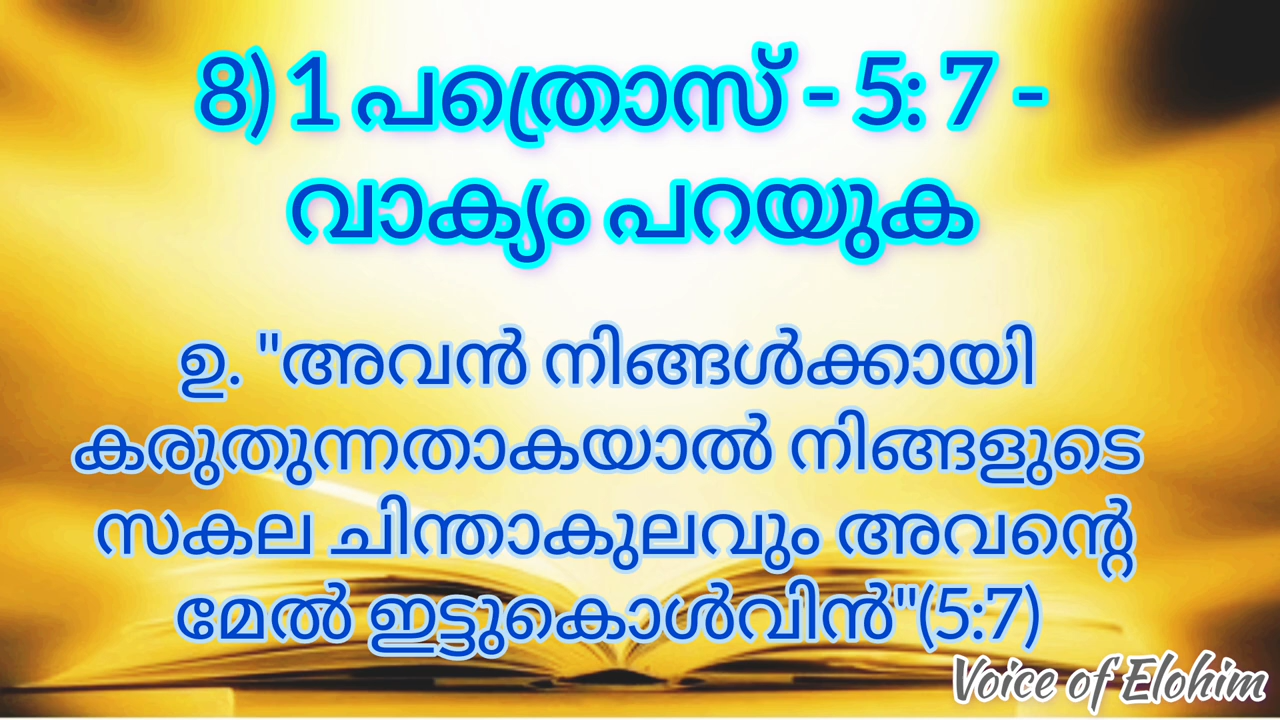 8) 1 പത്രൊസ് - 5: 7 -
വാക്യം പറയുക
ഉ. "അവൻ നിങ്ങൾക്കായി
കരുതുന്നതാകയാൽ നിങ്ങളുടെ
സകല ചിന്താകുലവും അവന്റെ
മേൽ ഇട്ടുകൊൾവിൻ"(5:7)
Voice of Elohim